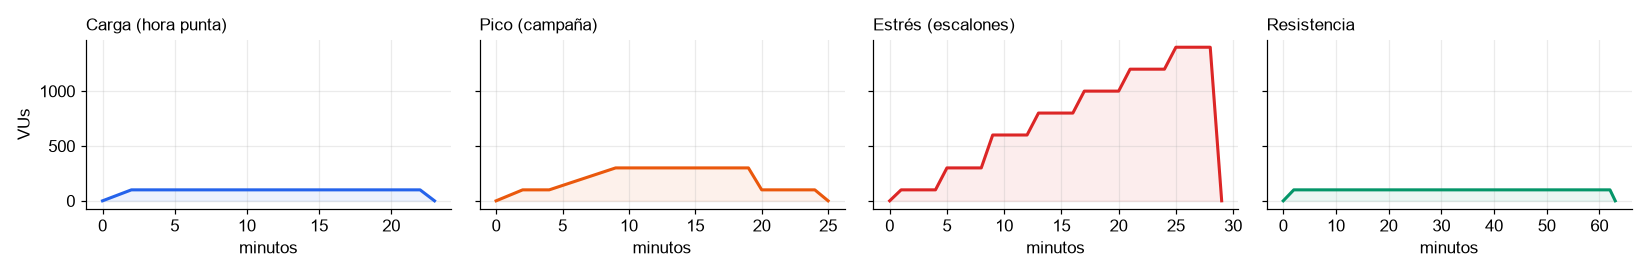 Carga (hora punta)
Pico (campaña)
Estrés (escalones)
Resistencia
VUs
1000
500
0
0 5 10 15 20
0 5 10 15 20 25
0 5 10 15 20 25 30
0 10 20 30 40 50 60
minutos
minutos
minutos
minutos